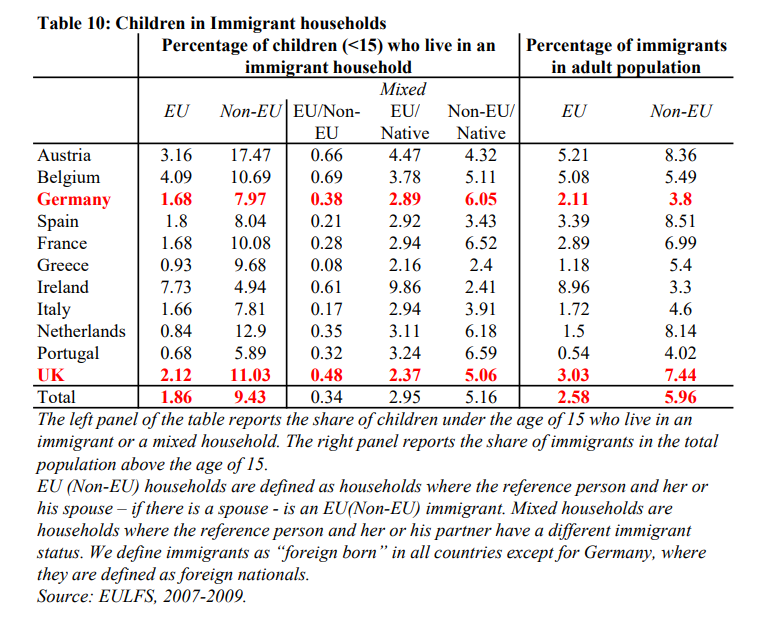 Table 10: Children in Immigrant households
Percentage of children (<15) who live in an immigrant household
Percentage of immigrants in adult population
Mixed
EU Non-EU EU/Non-EU EU/Native Non-EU/Native EU Non-EU
Austria 3.16 17.47 0.66 4.47 4.32 5.21 8.36
Belgium 4.09 10.69 0.69 3.78 5.11 5.08 5.49
Germany 1.68 7.97 0.38 2.89 6.05 2.11 3.8
Spain 1.8 8.04 0.21 2.92 3.43 3.39 8.51
France 1.68 10.08 0.28 2.94 6.52 2.89 6.99
Greece 0.93 9.68 0.08 2.16 2.4 1.18 5.4
Ireland 7.73 4.94 0.61 9.86 2.41 8.96 3.3
Italy 1.66 7.81 0.17 2.94 3.91 1.72 4.6
Netherlands 0.84 12.9 0.35 3.11 6.18 1.5 8.14
Portugal 0.68 5.89 0.32 3.24 6.59 0.54 4.02
UK 2.12 11.03 0.48 2.37 5.06 3.03 7.44
Total 1.86 9.43 0.34 2.95 5.16 2.58 5.96
The left panel of the table reports the share of children under the age of 15 who live in an
immigrant or a mixed household. The right panel reports the share of immigrants in the total
population above the age of 15.
EU (Non-EU) households are defined as households where the reference person and her or
his spouse – if there is a spouse - is an EU(Non-EU) immigrant. Mixed households are
households where the reference person and her or his partner have a different immigrant
status. We define immigrants as “foreign born” in all countries except for Germany, where
they are defined as foreign nationals.
Source: EULFS, 2007-2009.